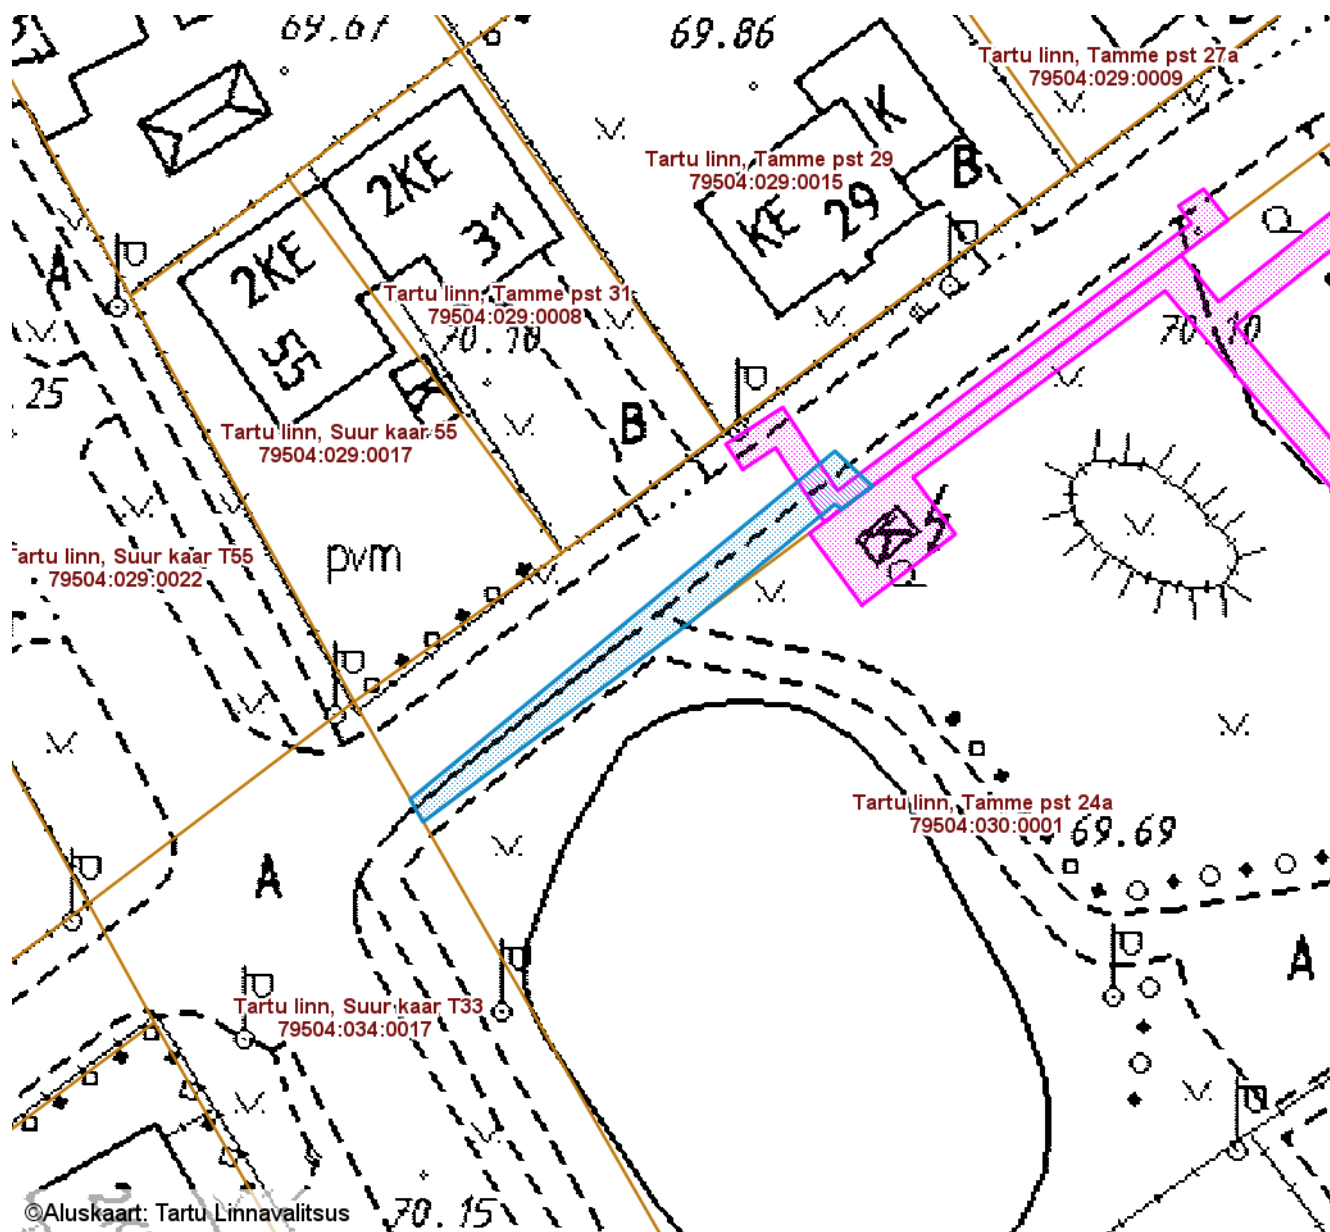 69.67
69.86
Tartu linn, Tamme pst 27a
79504:029:0009
K
B
2KE
31
Tartu linn, Tamme pst 29
79504:029:0015
KE 29
2KE
55
A
Tartu linn, Tamme pst 31
79504:029:0008
70.70
70.10
25
K
B
Tartu linn, Suur kaar 55
79504:029:0017
pvm
Tartu linn, Suur kaar T55
79504:029:0022
Tartu linn, Tamme pst 24a
79504:030:0001
69.69
A
A
Tartu linn, Suur kaar T33
79504:034:0017
©Aluskaart: Tartu Linnavalitsus
70.15